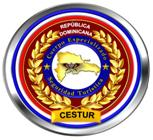 REPÚBLICA
DOMINICANA
Cuerpo Especializado
Seguridad Turística
CESTUR